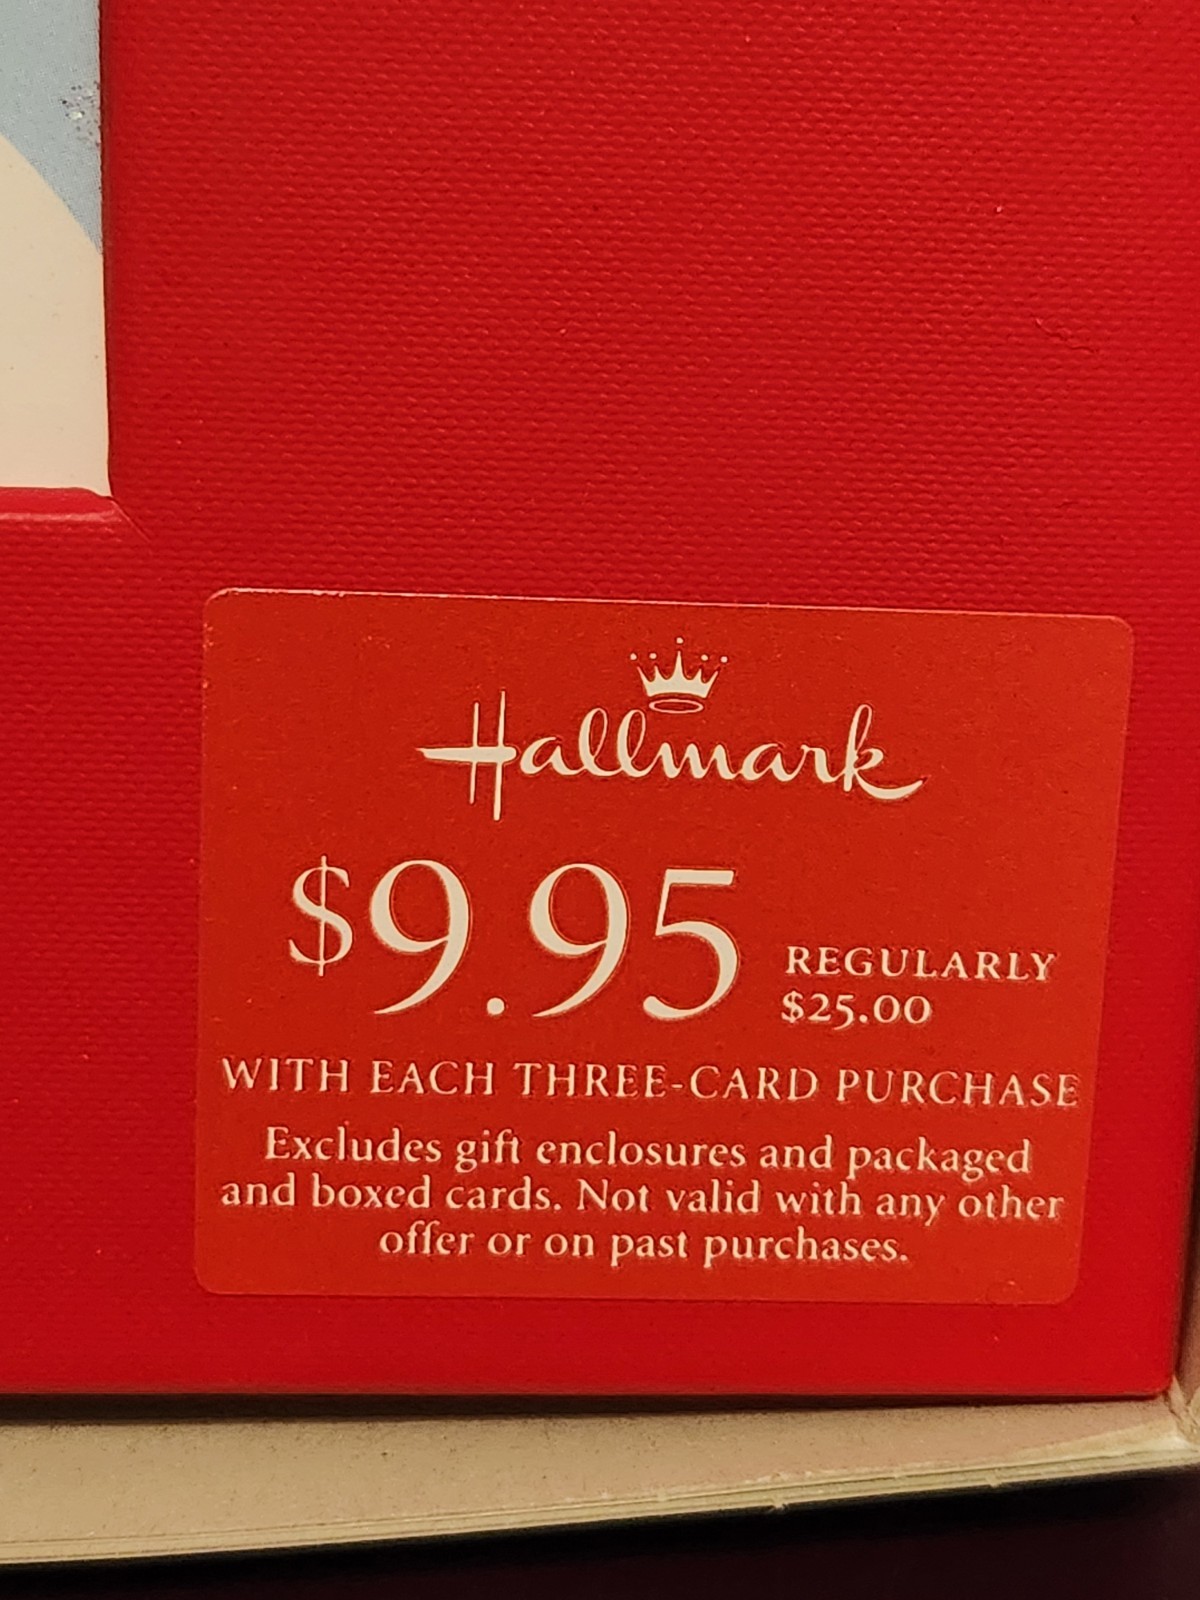 Hallmark
$9.95 REGULARLY
$25.00
WITH EACH THREE-CARD PURCHASE
Excludes gift enclosures and packaged
and boxed cards. Not valid with any other
offer or on past purchases.